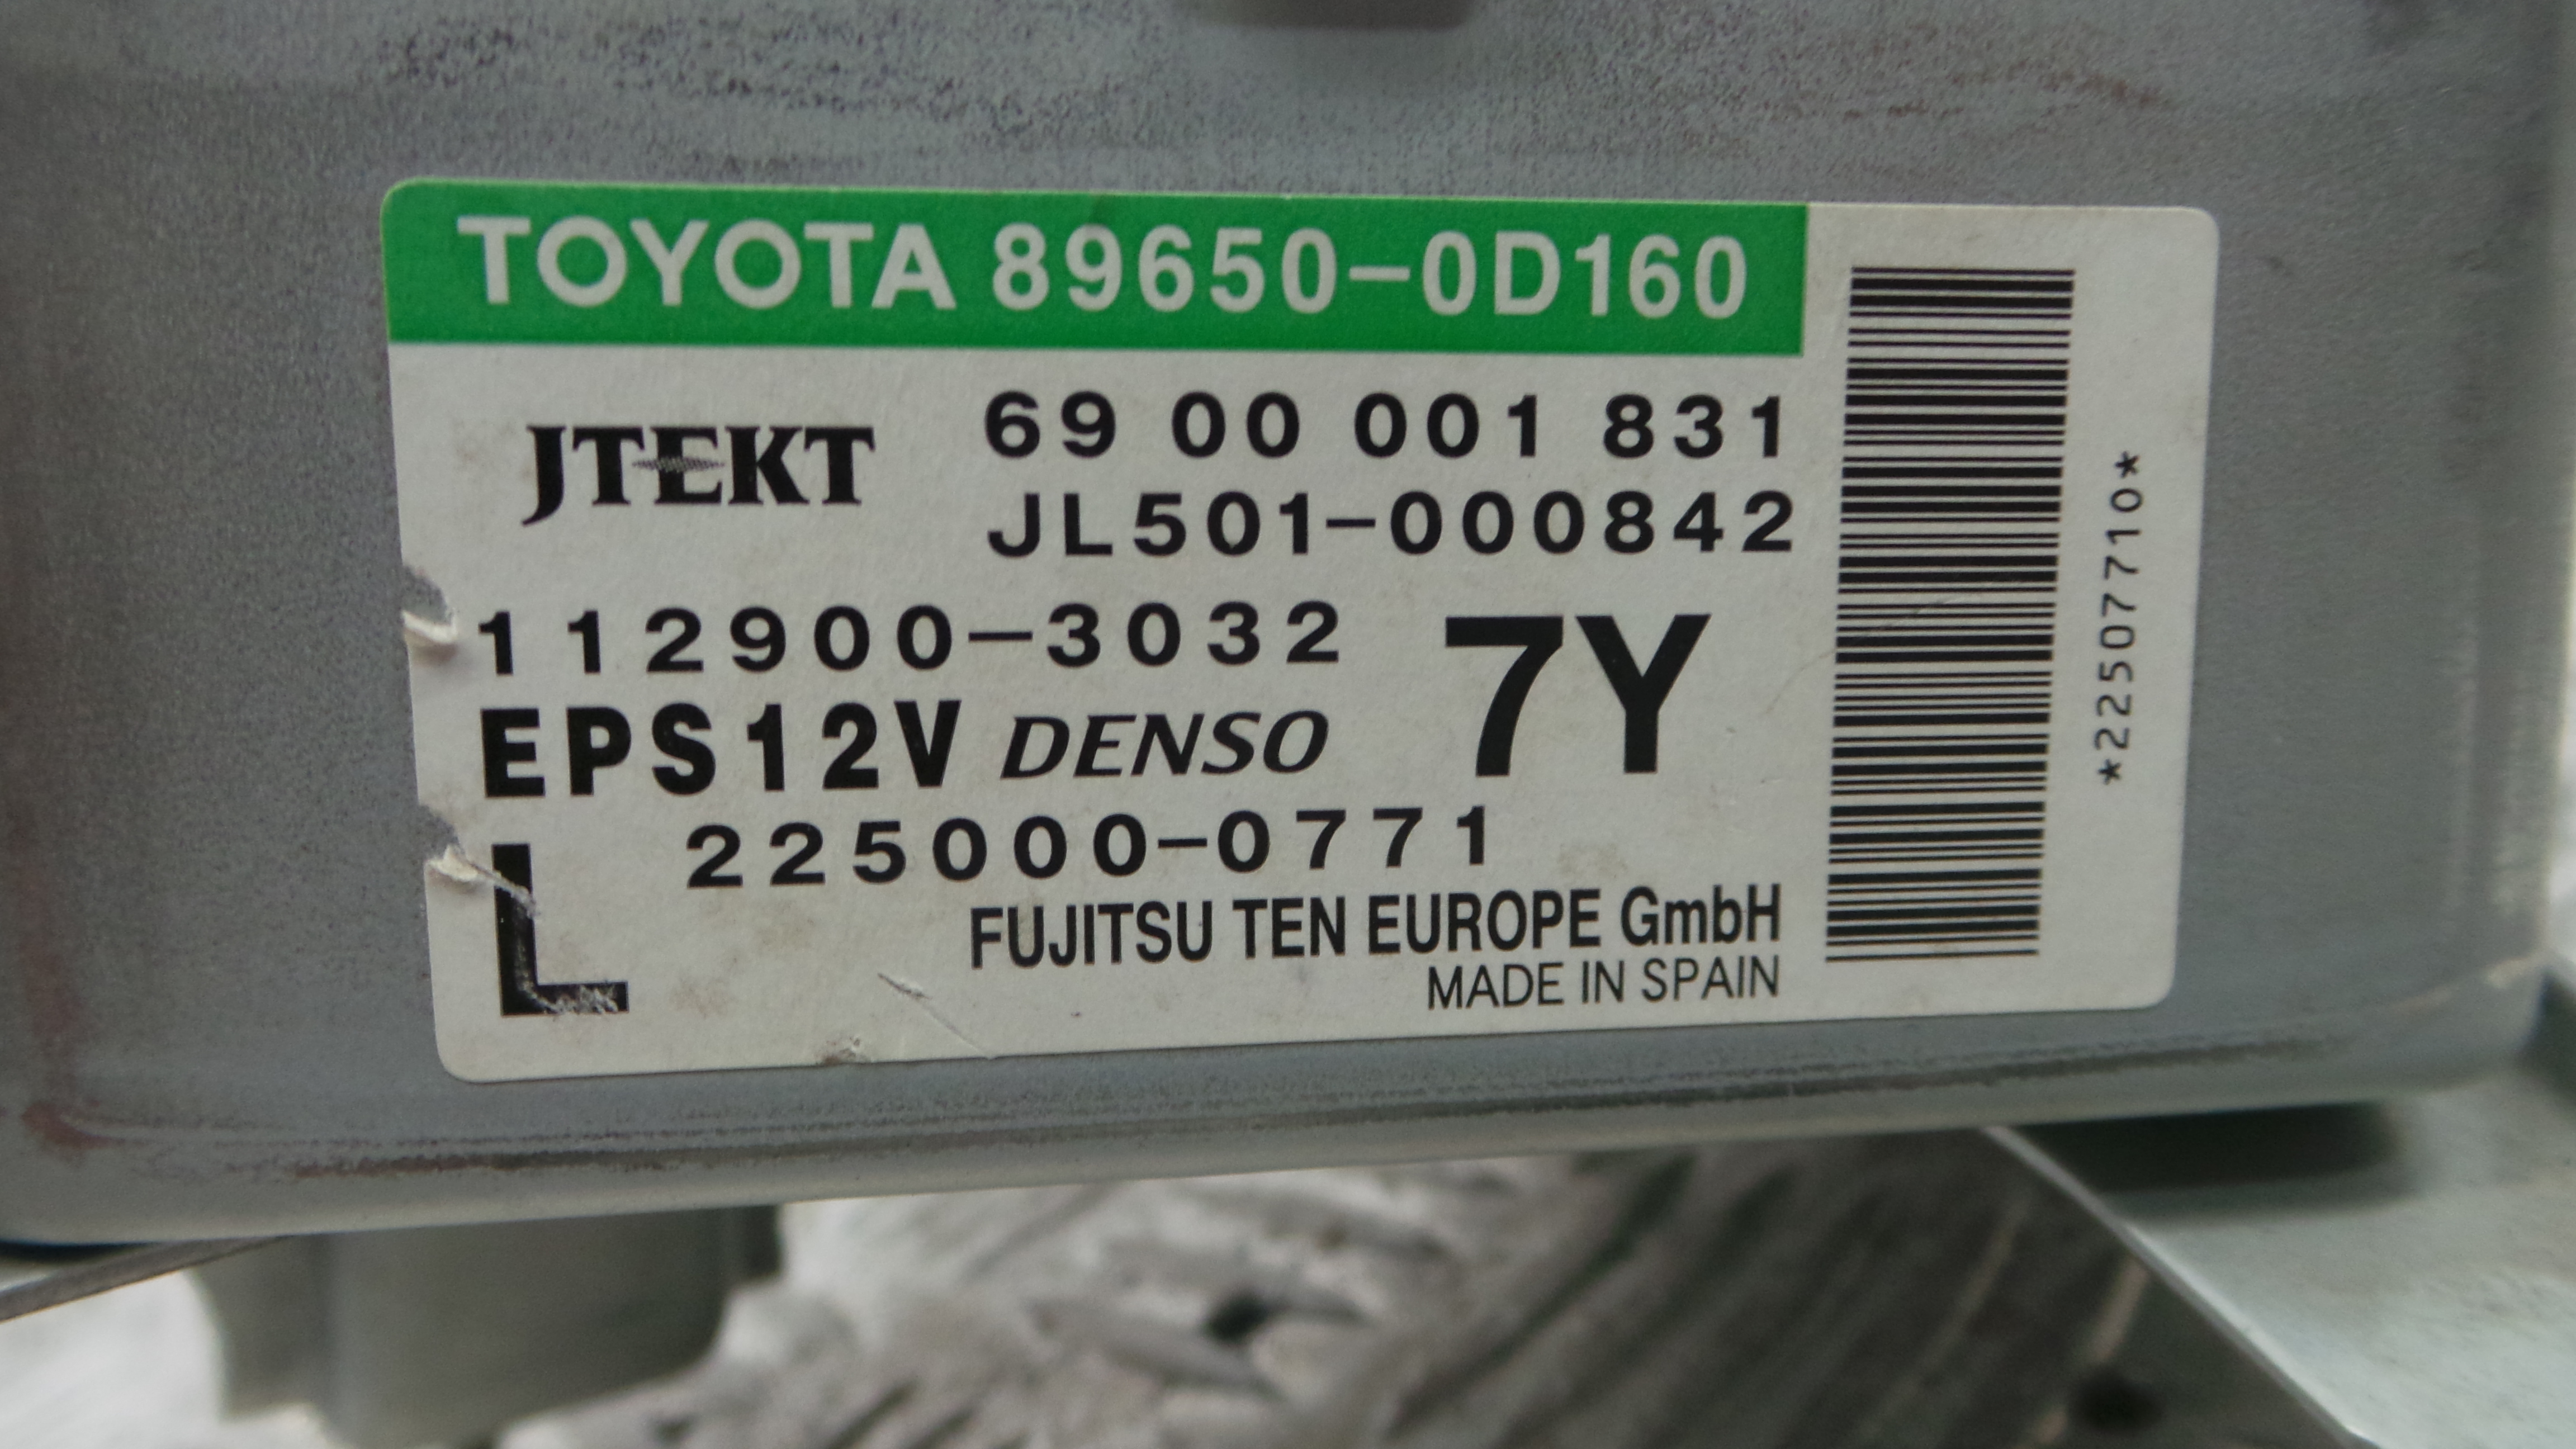 TOYOTA 89650-0D160
JTEKT
69 00 001 831
JL501-000842
112900-3032
7Y
EPS12V DENSO
L
225000-0771
FUJITSU TEN EUROPE GmbH
MADE IN SPAIN
*22507710*